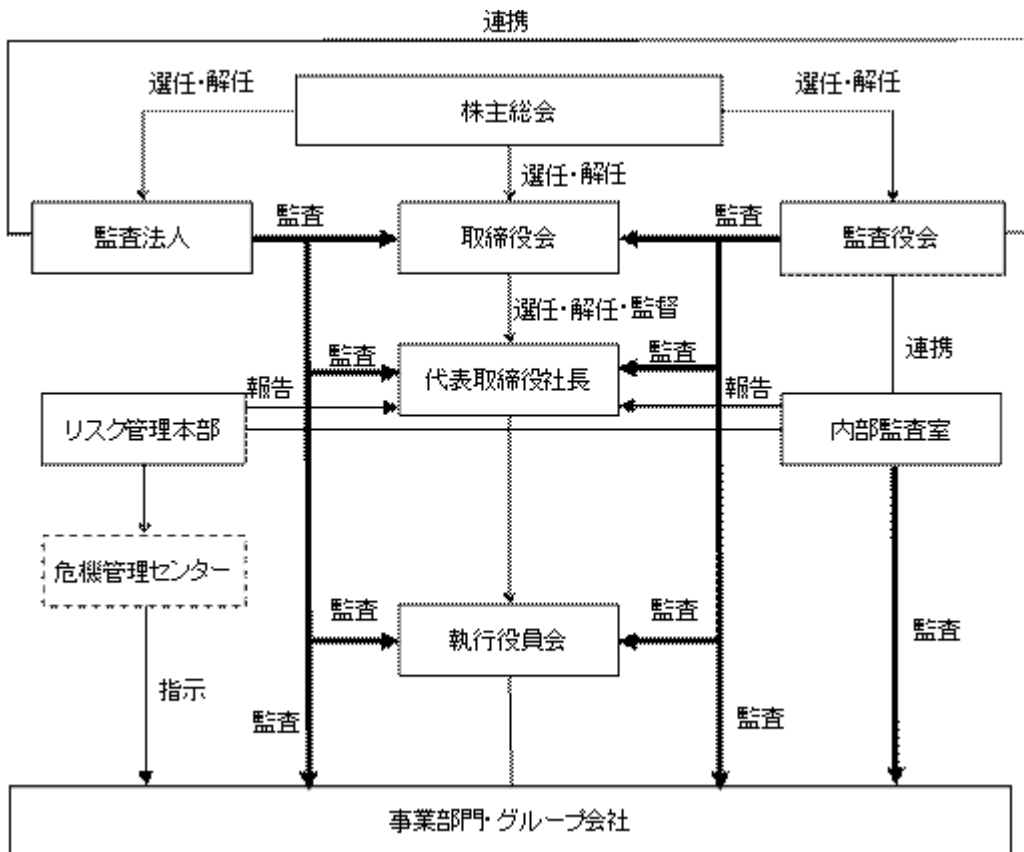 連携
選任・解任
選任・解任
株主総会
選任・解任
監査法人
監査
取締役会
監査
監査役会
選任・解任・監督
監査
代表取締役社長
監査
連携
報告
報告
リスク管理本部
内部監査室
危機管理センター
監査
執行役員会
監査
監査
指示
監査
監査
事業部門・グループ会社